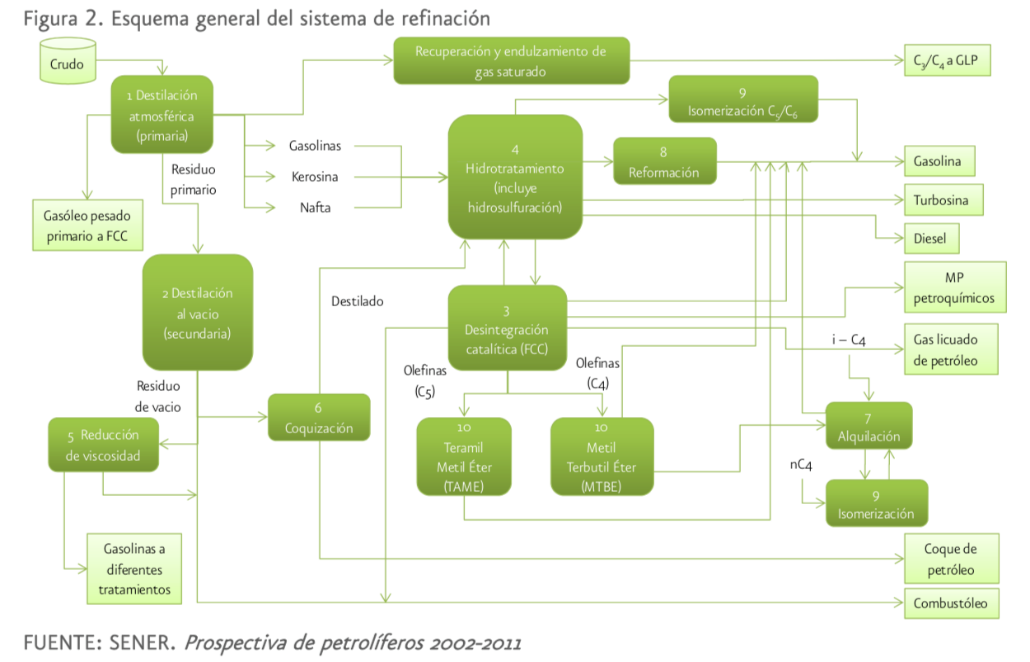 Figura 2. Esquema general del sistema de refinación
Crudo
1 Destilación
atmosférica
(primaria)
Recuperación y endulzamiento de
gas saturado
C₃/C₄ a GLP
9
Isomerización C₅/C₆
Gasolinas
Kerosina
Nafta
4
Hidrotratamiento
(incluye
hidrosulfuración)
8
Reformación
Gasolina
Turbosina
Diesel
Residuo
primario
Gasóleo pesado
primario a FCC
2 Destilación
al vacio
(secundaria)
Destilado
3
Desintegración
catalítica (FCC)
MP
petroquímicos
Gas licuado
de petróleo
i – C4
Olefinas
(C5)
Olefinas
(C4)
Residuo
de vacio
5 Reducción
de viscosidad
6
Coquización
10
Teramil
Metil Éter
(TAME)
10
Metil
Terbutil Éter
(MTBE)
7
Alquilación
nC4
9
Isomerización
Gasolinas a
diferentes
tratamientos
Coque de
petróleo
Combustóleo
FUENTE: SENER. Prospectiva de petrolíferos 2002-2011